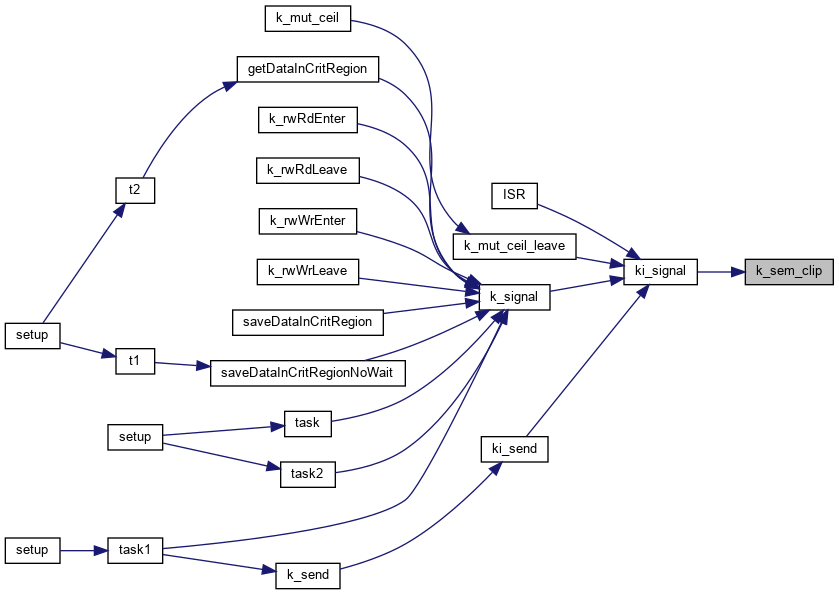 k_mut_ceil
getDataInCritRegion
k_rwRdEnter
k_rwRdLeave
t2
ISR
k_rwWrEnter
k_mut_ceil_leave
k_rwWrLeave
ki_signal
k_sem_clip
k_signal
saveDataInCritRegion
setup
t1
saveDataInCritRegionNoWait
task
setup
ki_send
task2
setup
task1
k_send